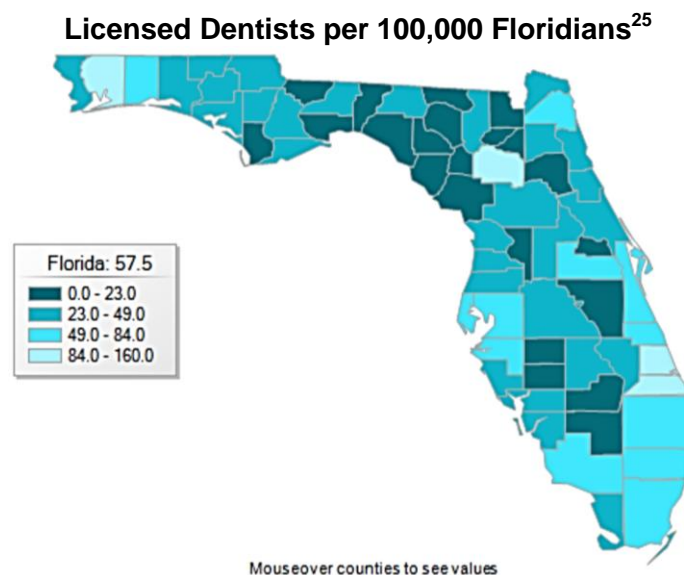 Licensed Dentists per 100,000 Floridians25
Florida: 57.5
0.0 - 23.0
23.0 - 49.0
49.0 - 84.0
84.0 - 160.0
Mouseover counties to see values